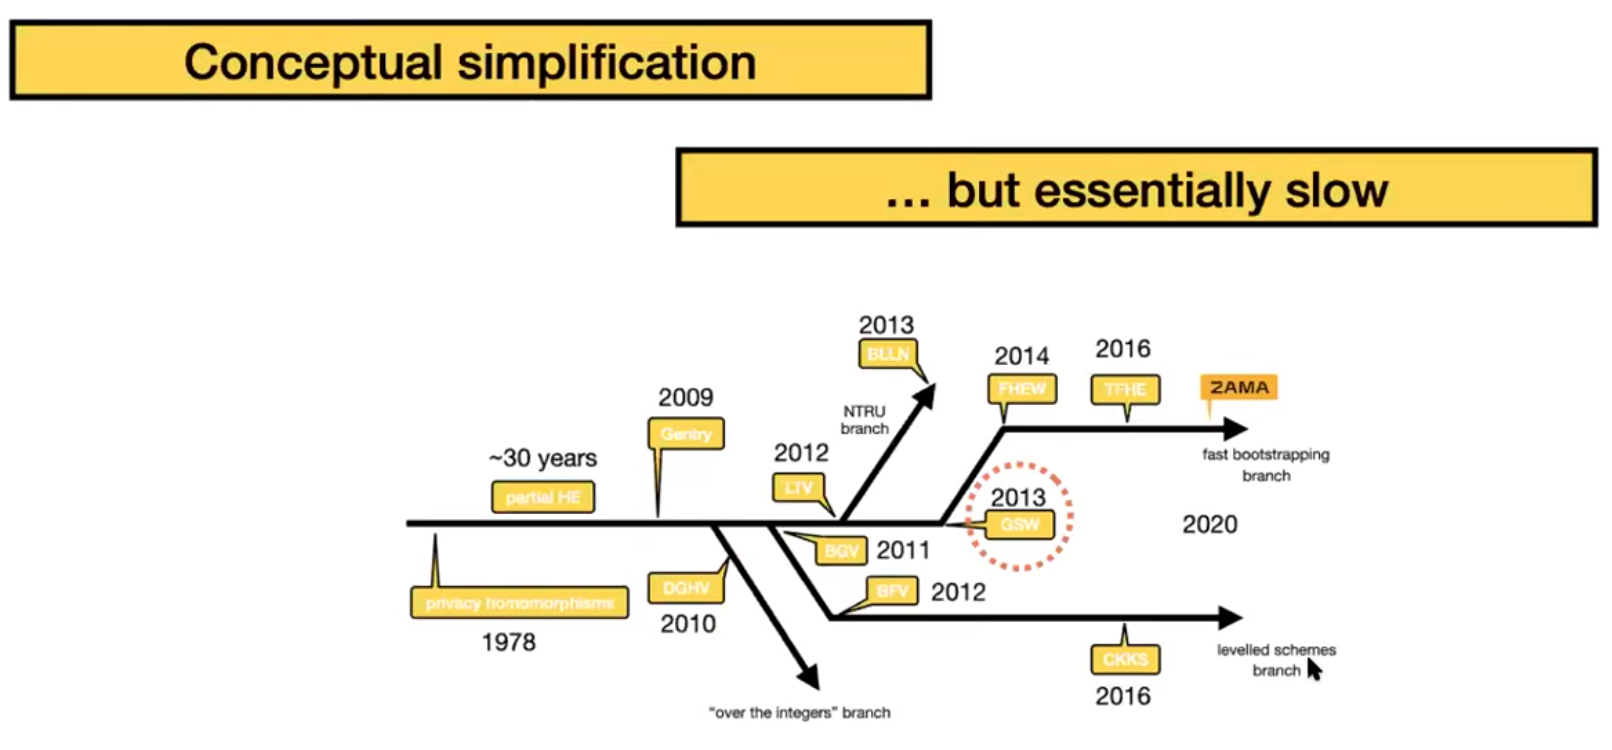 Conceptual simplification
... but essentially slow
2013
BLLN
2014
2016
FHEW
TFHE
ZAMA
2009
Gentry
NTRU
branch
~30 years
partial HE
2012
LTV
fast bootstrapping
branch
2013
GSW
2020
BGV
2011
privacy homomorphisms
1978
DGHV
2010
BFV
2012
CKKS
2016
levelled schemes
branch
"over the integers" branch